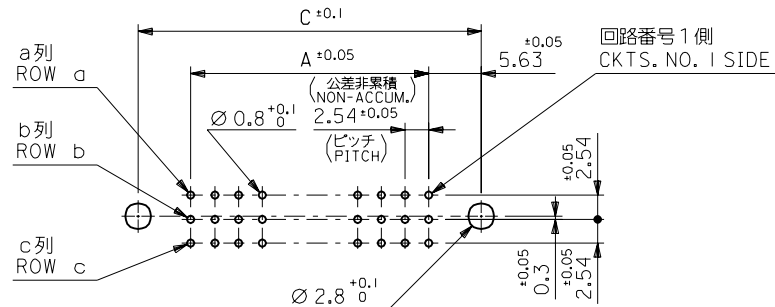 C ±0.1
a列
ROW a
A ±0.05
±0.05
5.63
回路番号1側
CKTS. NO. 1 SIDE
(公差非累積
NON-ACCUM.)
b列
ROW b
Ø 0.8 +0.1 0
2.54 ±0.05
(ピッチ
PITCH)
±0.05
2.54
c列
ROW c
±0.05
0.3
±0.05
2.54
Ø 2.8 +0.1 0